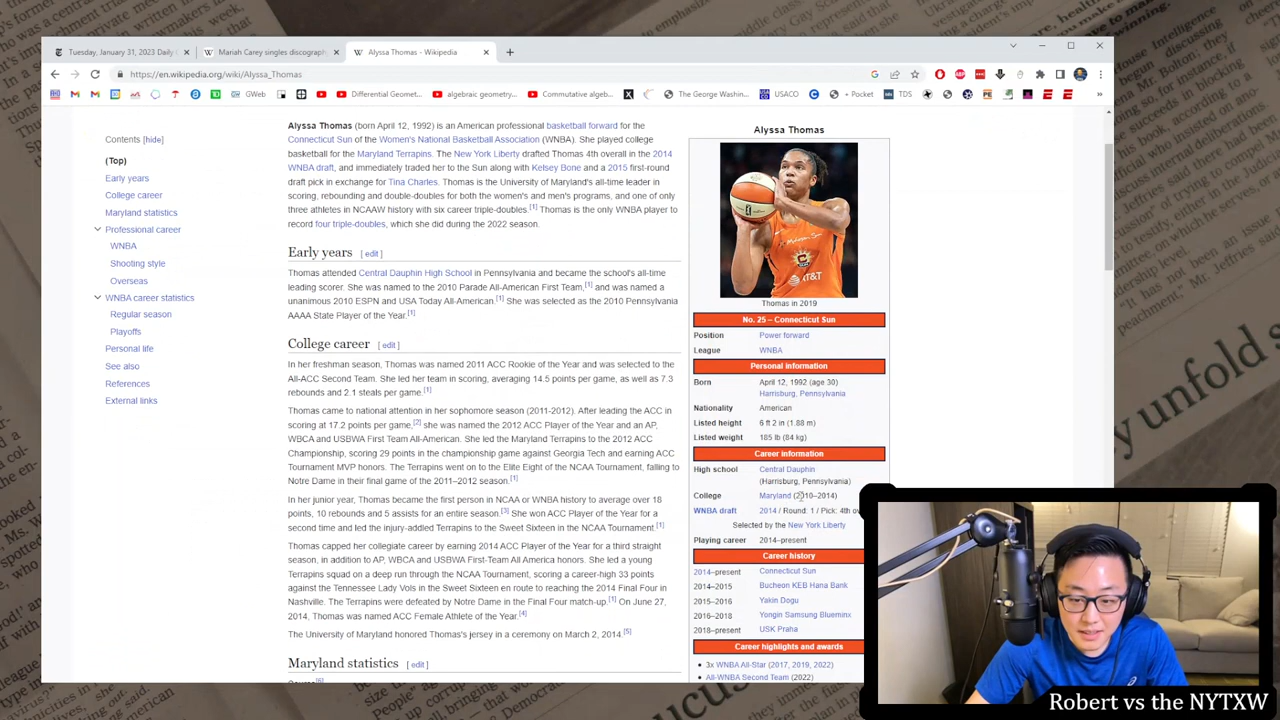 Tuesday, January 31, 2023 Daily
Mariah Carey singles discograph
Alyssa Thomas - Wikipedia
https://en.wikipedia.org/wiki/Alyssa_Thomas
GWeb
Differential Geomet...
algebraic geometry...
Commutative algeb...
The George Washin...
USACO
+ Pocket
TDS
Contents [hide]
(Top)
Early years
College career
Maryland statistics
Professional career
WNBA
Shooting style
Overseas
WNBA career statistics
Regular season
Playoffs
Personal life
See also
References
External links
Alyssa Thomas (born April 12, 1992) is an American professional basketball forward for the
Connecticut Sun of the Women's National Basketball Association (WNBA). She played college
basketball for the Maryland Terrapins. The New York Liberty drafted Thomas 4th overall in the 2014
WNBA draft, and immediately traded her to the Sun along with Kelsey Bone and a 2015 first-round
draft pick in exchange for Tina Charles. Thomas is the University of Maryland's all-time leader in
scoring, rebounding and double-doubles for both the women's and men's programs, and one of only
three athletes in NCAAW history with six career triple-doubles.[1] Thomas is the only WNBA player to
record four triple-doubles, which she did during the 2022 season.
Early years [ edit ]
Thomas attended Central Dauphin High School in Pennsylvania and became the school's all-time
leading scorer. She was named to the 2010 Parade All-American First Team,[1] and was named a
unanimous 2010 ESPN and USA Today All-American.[1] She was selected as the 2010 Pennsylvania
AAAA State Player of the Year.[1]
College career [ edit ]
In her freshman season, Thomas was named 2011 ACC Rookie of the Year and was selected to the
All-ACC Second Team. She led her team in scoring, averaging 14.5 points per game, as well as 7.3
rebounds and 2.1 steals per game.[1]
Thomas came to national attention in her sophomore season (2011-2012). After leading the ACC in
scoring at 17.2 points per game,[2] she was named the 2012 ACC Player of the Year and an AP,
WBCA and USBWA First Team All-American. She led the Maryland Terrapins to the 2012 ACC
Championship, scoring 29 points in the championship game against Georgia Tech and earning ACC
Tournament MVP honors. The Terrapins went on to the Elite Eight of the NCAA Tournament, falling to
Notre Dame in their final game of the 2011–2012 season.[1]
In her junior year, Thomas became the first person in NCAA or WNBA history to average over 18
points, 10 rebounds and 5 assists for an entire season.[3] She won ACC Player of the Year for a
second time and led the injury-addled Terrapins to the Sweet Sixteen in the NCAA Tournament.[1]
Thomas capped her collegiate career by earning 2014 ACC Player of the Year for a third straight
season, in addition to AP, WBCA and USBWA First-Team All America honors. She led a young
Terrapins squad on a deep run through the NCAA Tournament, scoring a career-high 33 points
against the Tennessee Lady Vols in the Sweet Sixteen en route to reaching the 2014 Final Four in
Nashville. The Terrapins were defeated by Notre Dame in the Final Four match-up.[1] On June 27,
2014, Thomas was named ACC Female Athlete of the Year.[4]
The University of Maryland honored Thomas's jersey in a ceremony on March 2, 2014.[5]
Maryland statistics [ edit ]
Alyssa Thomas
AT&T
Thomas in 2019
No. 25 – Connecticut Sun
Position Power forward
League WNBA
Personal information
Born April 12, 1992 (age 30)
Harrisburg, Pennsylvania
Nationality American
Listed height 6 ft 2 in (1.88 m)
Listed weight 185 lb (84 kg)
Career information
High school Central Dauphin
(Harrisburg, Pennsylvania)
College Maryland (2010–2014)
WNBA draft 2014 / Round: 1 / Pick: 4th ov
Selected by the New York Liberty
Playing career 2014–present
Career history
2014–present Connecticut Sun
2014–2015 Bucheon KEB Hana Bank
2015–2016 Yakin Dogu
2016–2018 Yongin Samsung Blueminx
2018–present USK Praha
Career highlights and awards
• 3x WNBA All-Star (2017, 2019, 2022)
• All-WNBA Second Team (2022)
Robert vs the NYTXW